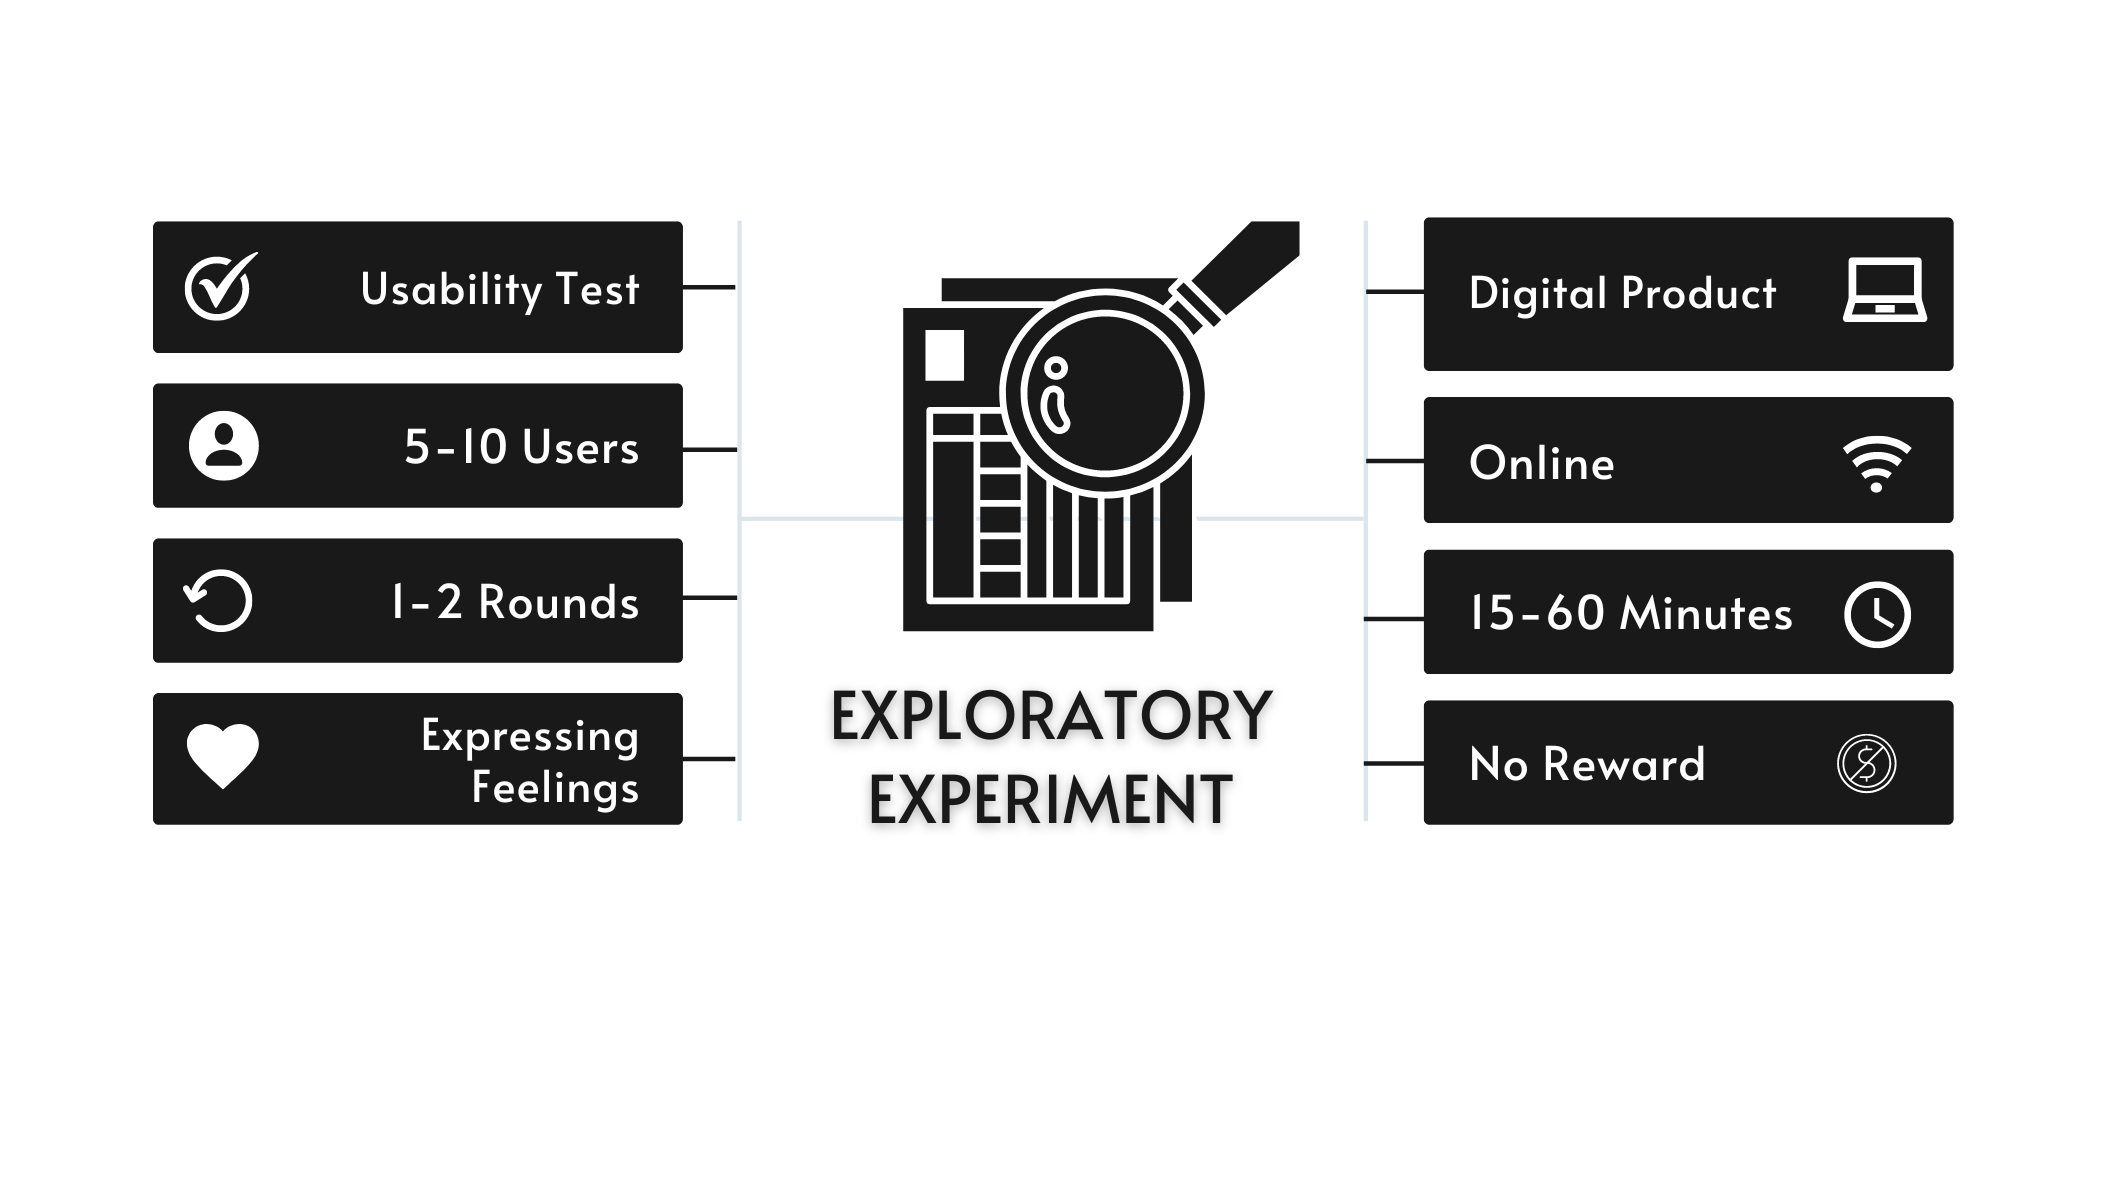 Usability Test
5-10 Users
1-2 Rounds
Expressing
Feelings
EXPLORATORY
EXPERIMENT
Digital Product
Online
15-60 Minutes
No Reward